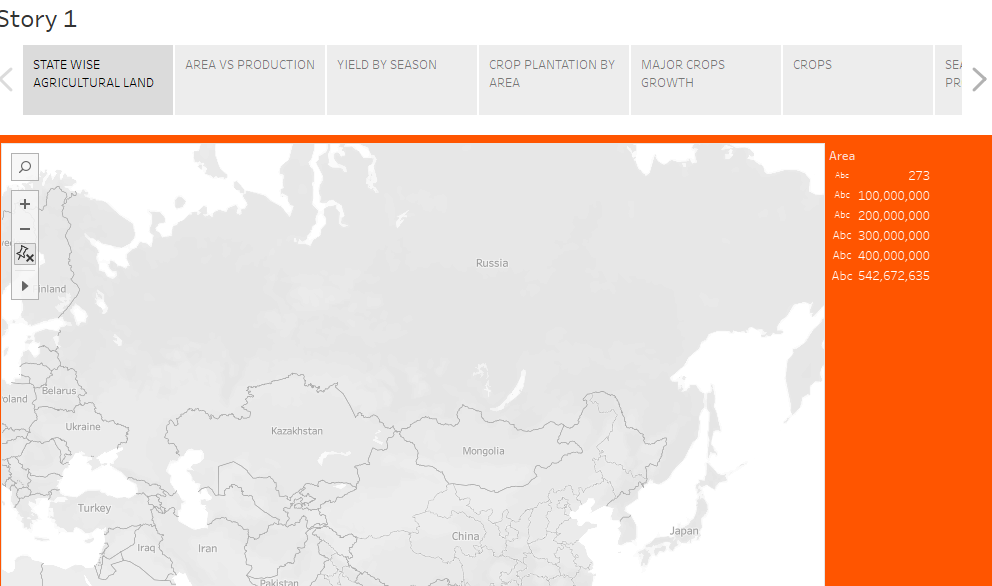 Story 1
STATE WISE
AGRICULTURAL LAND
AREA VS PRODUCTION
YIELD BY SEASON
CROP PLANTATION BY
AREA
MAJOR CROPS
GROWTH
CROPS
SEA
PR
Area
Abc 273
Abc 100,000,000
Abc 200,000,000
Abc 300,000,000
Abc 400,000,000
Abc 542,672,635
Russia
inland
Belarus
oland
Ukraine
Kazakhstan
Mongolia
Turkey
Japan
China
Iraq
Iran
Pakistan